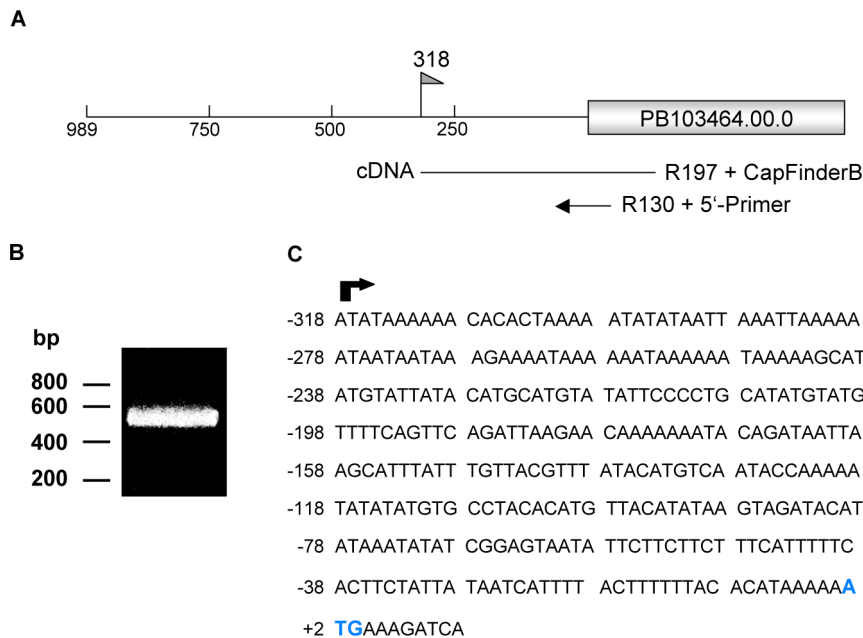 A
318
989 750 500 250
PB103464.00.0
cDNA R197 + CapFinderB
R130 + 5‘-Primer
B
bp
800
600
400
200
C
-318 ATATAAAAAA CACACTAAAA ATATATAATT AAATTAAAAA
-278 ATAATAATAA AGAAAATAAA AAATAAAAAA TAAAAAGCAT
-238 ATGTATTATA CATGCATGTA TATTCCCCTG CATATGTATG
-198 TTTTCAGTTC AGATTAAGAA CAAAAAAATA CAGATAATTA
-158 AGCATTTATT TGTTACGTTT ATACATGTCA ATACCAAAAA
-118 TATATATGTG CCTACACATG TTACATATAA GTAGATACAT
-78 ATAAATATAT CGGAGTAATA TTCTTCTTCT TTCATTTTTC
-38 ACTTCTATTA TAATCATTTT ACTTTTTTAC ACATAAAAAA
+2 TGAAAGATCA